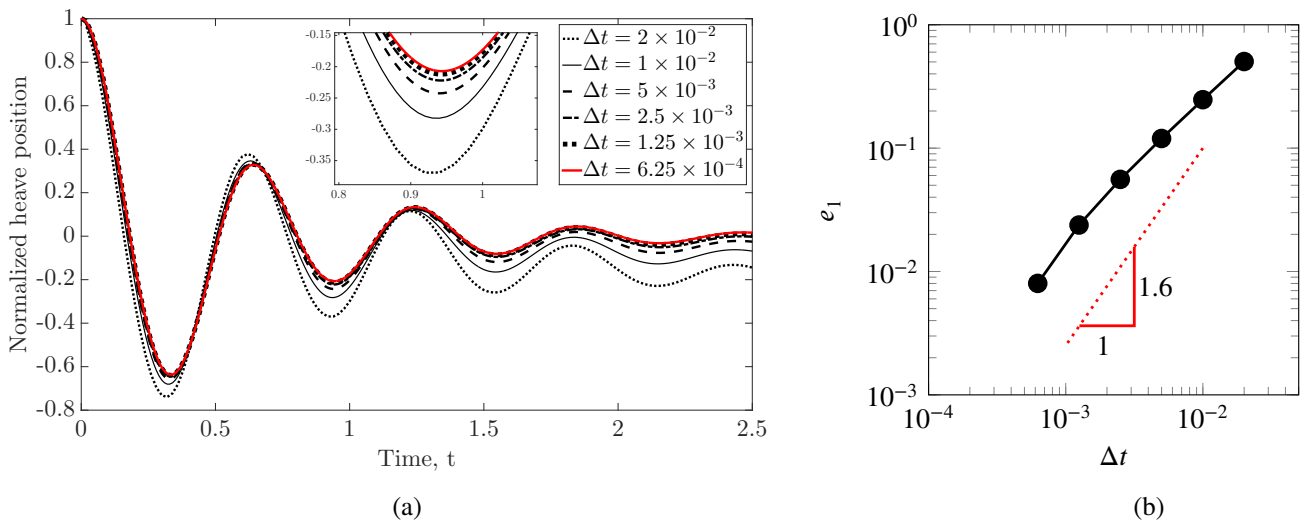 1
0.8
0.6
0.4
0.2
0
-0.2
-0.4
-0.6
-0.8
Normalized heave position
0
0.5
1
1.5
2
2.5
Time, t
-0.15
-0.2
-0.25
-0.3
-0.35
0.8
0.9
1
Δt = 2 × 10⁻²
Δt = 1 × 10⁻²
Δt = 5 × 10⁻³
Δt = 2.5 × 10⁻³
Δt = 1.25 × 10⁻³
Δt = 6.25 × 10⁻⁴
(a)
10⁰
10⁻¹
10⁻²
10⁻³
e₁
1.6
1
10⁻⁴
10⁻³
10⁻²
Δt
(b)